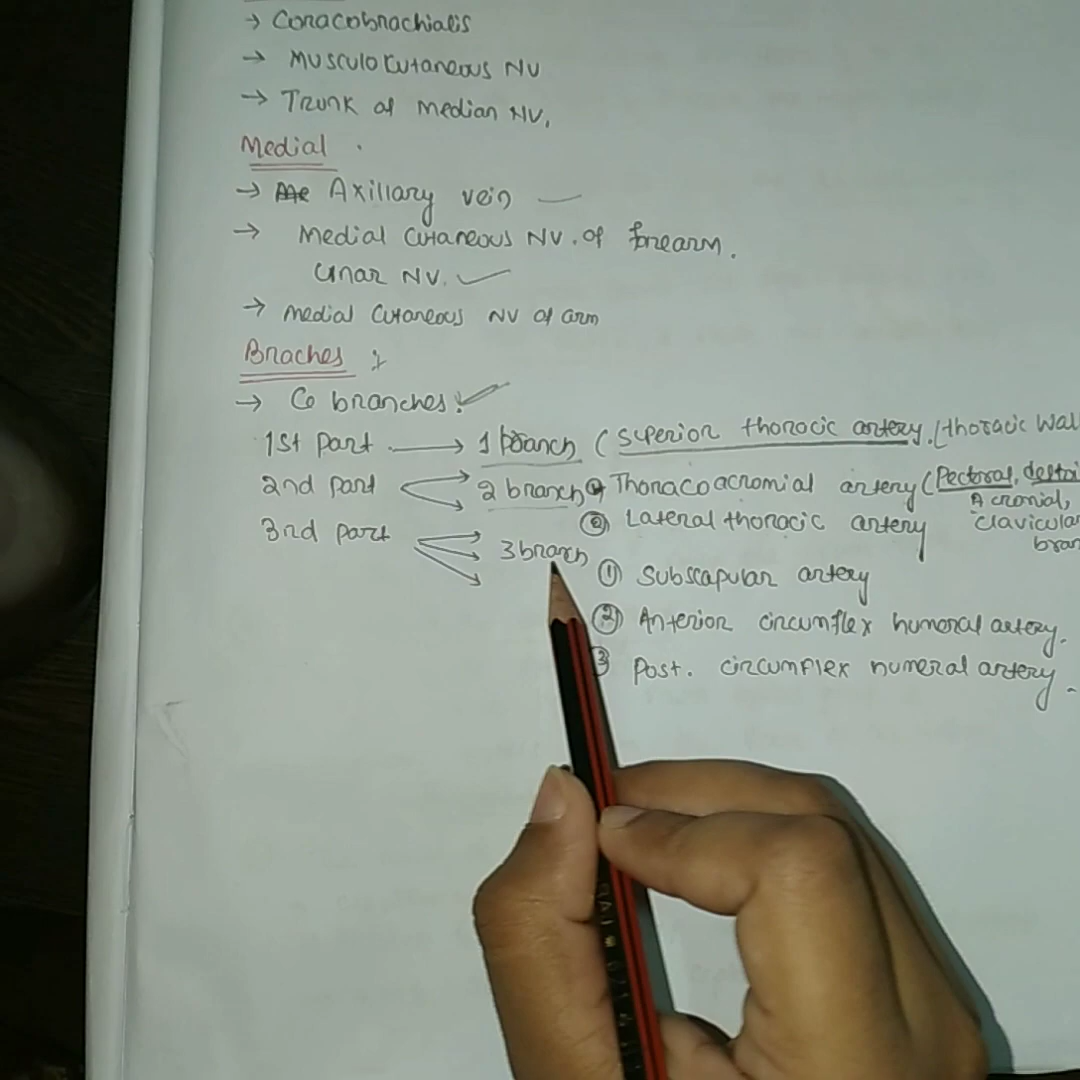 → Coracobrachialis
→ Musculocutaneous NV
→ Trunk of median NV.
Medial
→ Axillary vein
→ Medial cutaneous NV. of forearm.
Ulnar NV.
→ Medial cutaneous NV of arm
Braches :
→ 6 branches:
1st part → 1 branch (Superior thoracic artery. (thoracic wall
2nd part 2 branch ① Thoracoacromial artery (Pectoral, deltoi
Acromial,
② Lateral thoracic artery clavicular
bran
3rd part 3 branch
① Subscapular artery
② Anterior circumflex humeral artery.
③ Post. circumflex humeral artery.